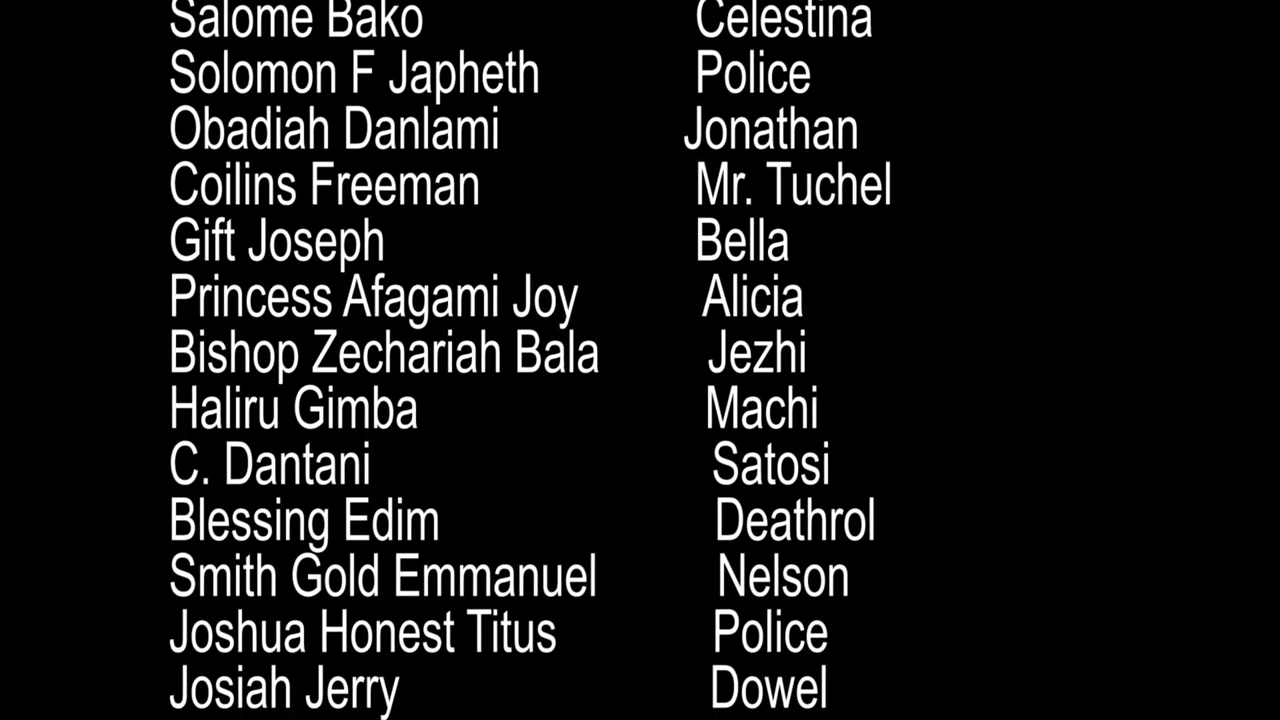 Salome Bako Celestina
Solomon F Japheth Police
Obadiah Danlami Jonathan
Coilins Freeman Mr. Tuchel
Gift Joseph Bella
Princess Afagami Joy Alicia
Bishop Zechariah Bala Jezhi
Haliru Gimba Machi
C. Dantani Satosi
Blessing Edim Deathrol
Smith Gold Emmanuel Nelson
Joshua Honest Titus Police
Josiah Jerry Dowel